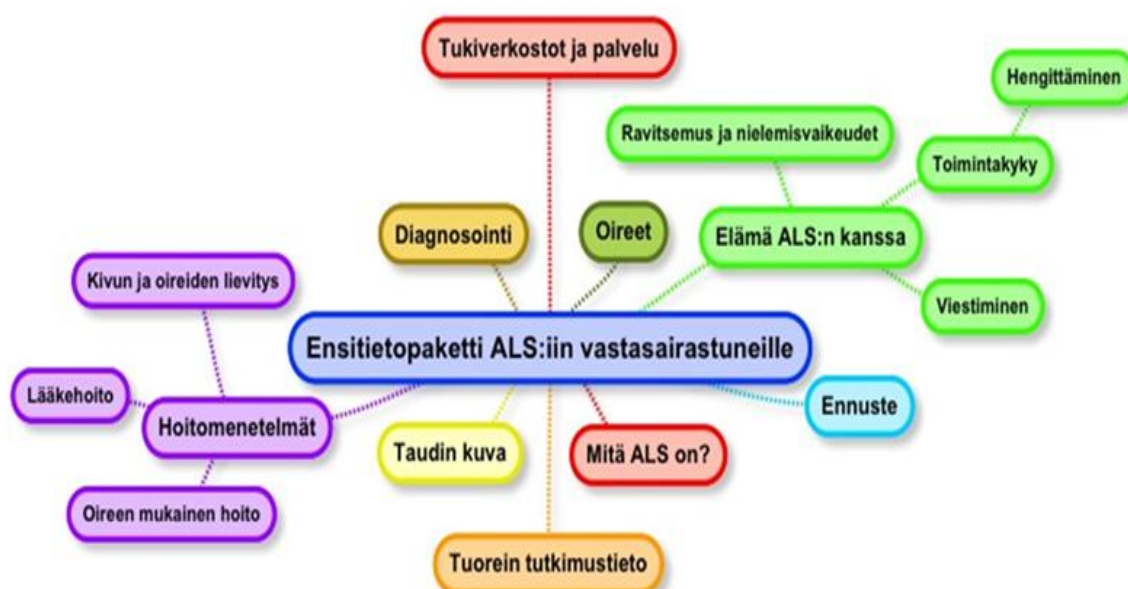 Tukiverkostot ja palvelu
Hengittäminen
Ravitsemus ja nielemisvaikeudet
Toimintakyky
Diagnosointi
Oireet
Elämä ALS:n kanssa
Kivun ja oireiden lievitys
Viestiminen
Ensitietopaketti ALS:iin vastasairastuneille
Lääkehoito
Hoitomenetelmät
Ennuste
Taudin kuva
Mitä ALS on?
Oireen mukainen hoito
Tuorein tutkimustieto